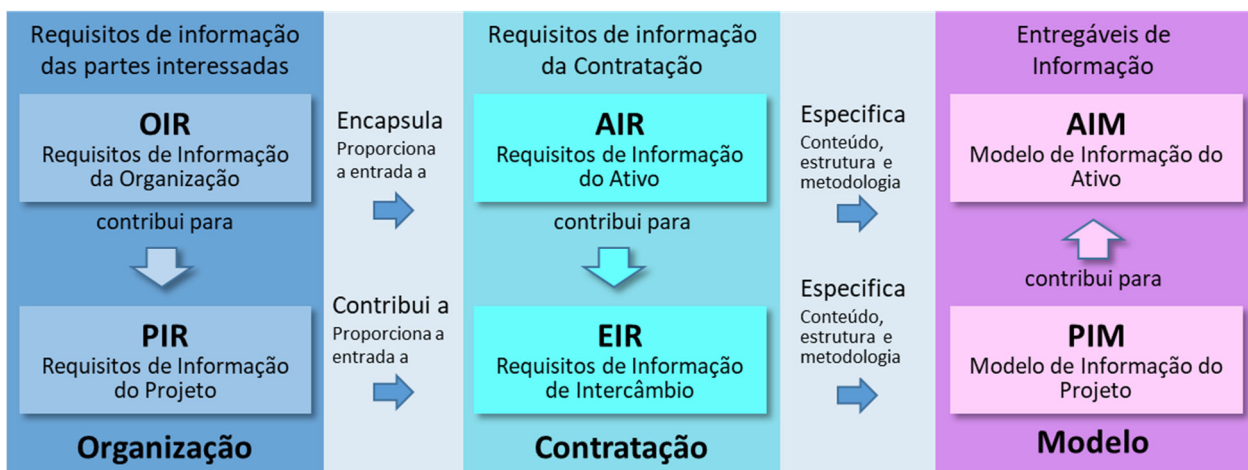 Requisitos de informação
das partes interessadas
OIR
Requisitos de Informação
da Organização
contribui para
PIR
Requisitos de Informação
do Projeto
Organização
Encapsula
Proporciona
a entrada a
Contribui a
Proporciona a
entrada a
Requisitos de informação
da Contratação
AIR
Requisitos de Informação
do Ativo
contribui para
EIR
Requisitos de Informação
de Intercâmbio
Contratação
Especifica
Conteúdo,
estrutura e
metodologia
Especifica
Conteúdo,
estrutura e
metodologia
Entregáveis de
Informação
AIM
Modelo de Informação do
Ativo
contribui para
PIM
Modelo de Informação do
Projeto
Modelo